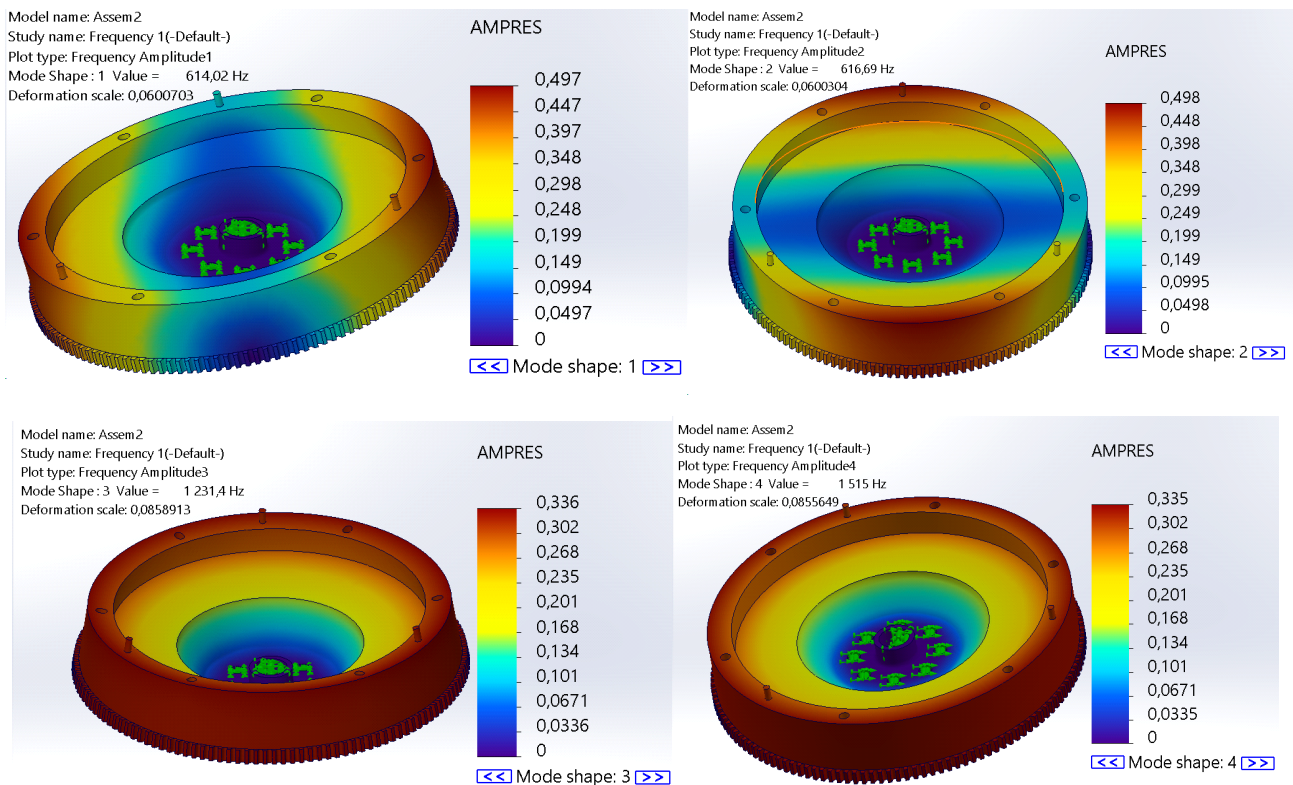 Model name: Assem2
Study name: Frequency 1(-Default-)
Plot type: Frequency Amplitude1
Mode Shape : 1 Value = 614,02 Hz
Deformation scale: 0,0600703
AMPRES
0,497
0,447
0,397
0,348
0,298
0,248
0,199
0,149
0,0994
0,0497
0
<< Mode shape: 1 >>
Model name: Assem2
Study name: Frequency 1(-Default-)
Plot type: Frequency Amplitude2
Mode Shape : 2 Value = 616,69 Hz
Deformation scale: 0,0600304
AMPRES
0,498
0,448
0,398
0,348
0,299
0,249
0,199
0,149
0,0995
0,0498
0
<< Mode shape: 2 >>
Model name: Assem2
Study name: Frequency 1(-Default-)
Plot type: Frequency Amplitude3
Mode Shape : 3 Value = 1 231,4 Hz
Deformation scale: 0,0858913
AMPRES
0,336
0,302
0,268
0,235
0,201
0,168
0,134
0,101
0,0671
0,0336
0
<< Mode shape: 3 >>
Model name: Assem2
Study name: Frequency 1(-Default-)
Plot type: Frequency Amplitude4
Mode Shape : 4 Value = 1 515 Hz
Deformation scale: 0,0855649
AMPRES
0,335
0,302
0,268
0,235
0,201
0,168
0,134
0,101
0,0671
0,0335
0
<< Mode shape: 4 >>